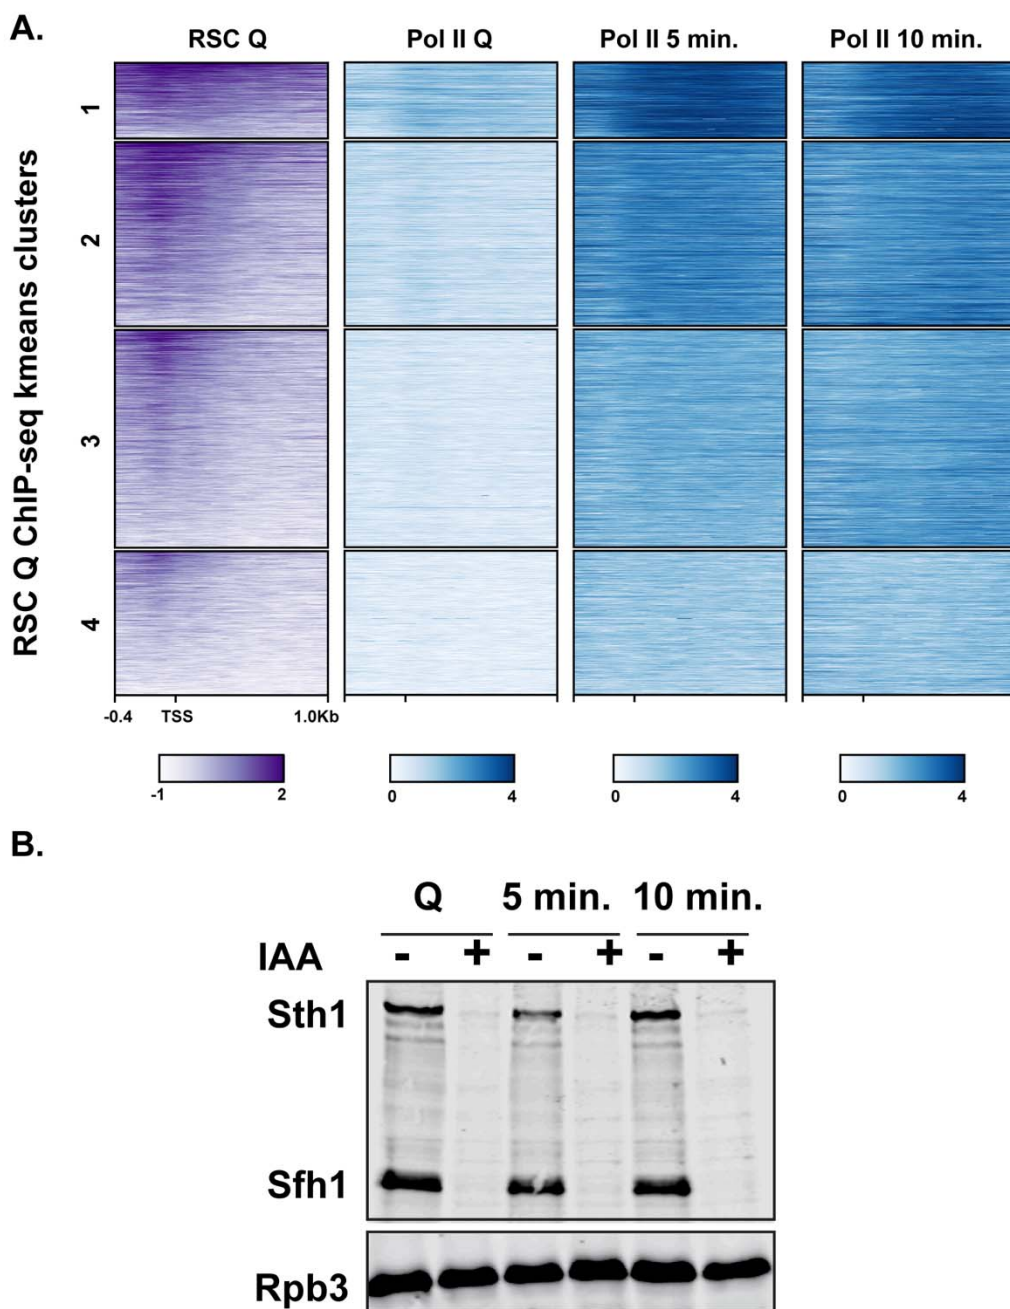 A.
RSC Q Pol II Q Pol II 5 min. Pol II 10 min.
RSC Q ChIP-seq kmeans clusters
1
2
3
4
-0.4 TSS 1.0Kb
-1 2 0 4 0 4 0 4
B.
Q 5 min. 10 min.
IAA - + - + - +
Sth1
Sfh1
Rpb3